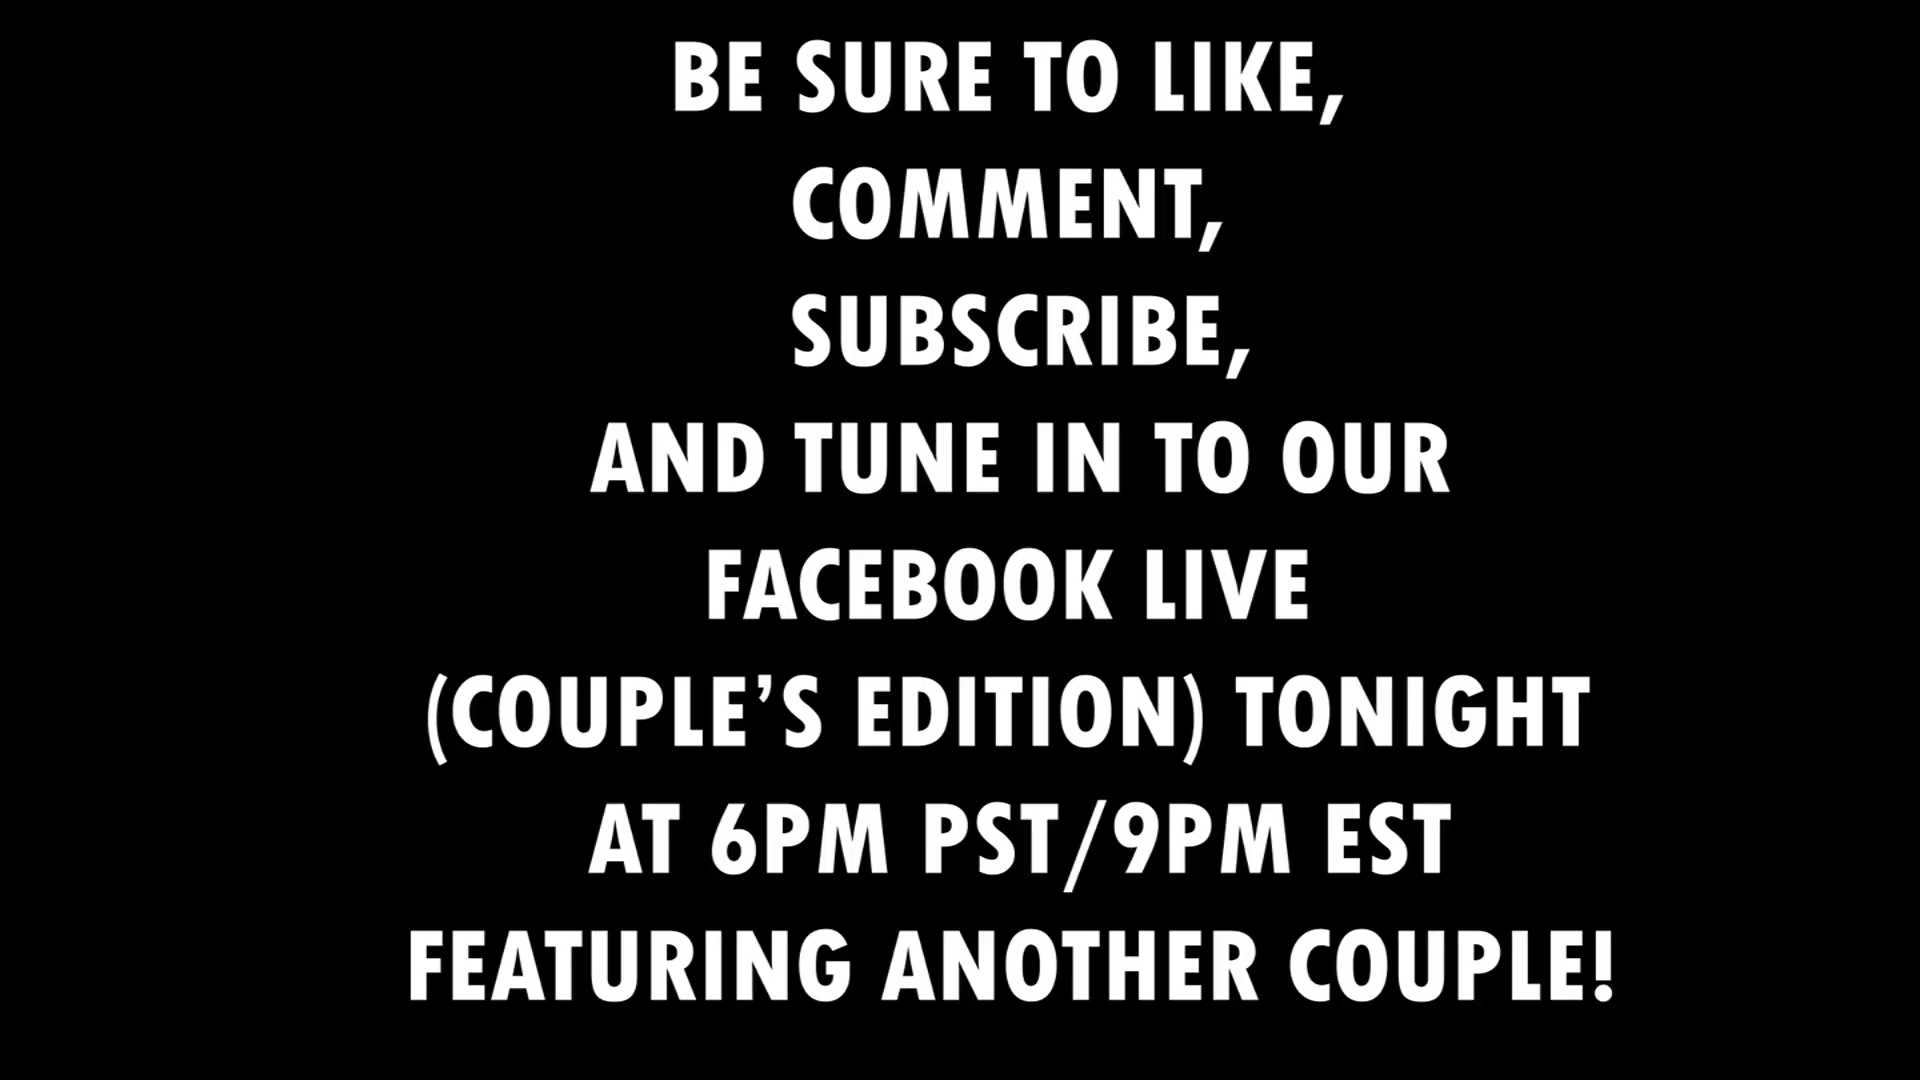 BE SURE TO LIKE,
COMMENT,
SUBSCRIBE,
AND TUNE IN TO OUR
FACEBOOK LIVE
(COUPLE’S EDITION) TONIGHT
AT 6PM PST/9PM EST
FEATURING ANOTHER COUPLE!